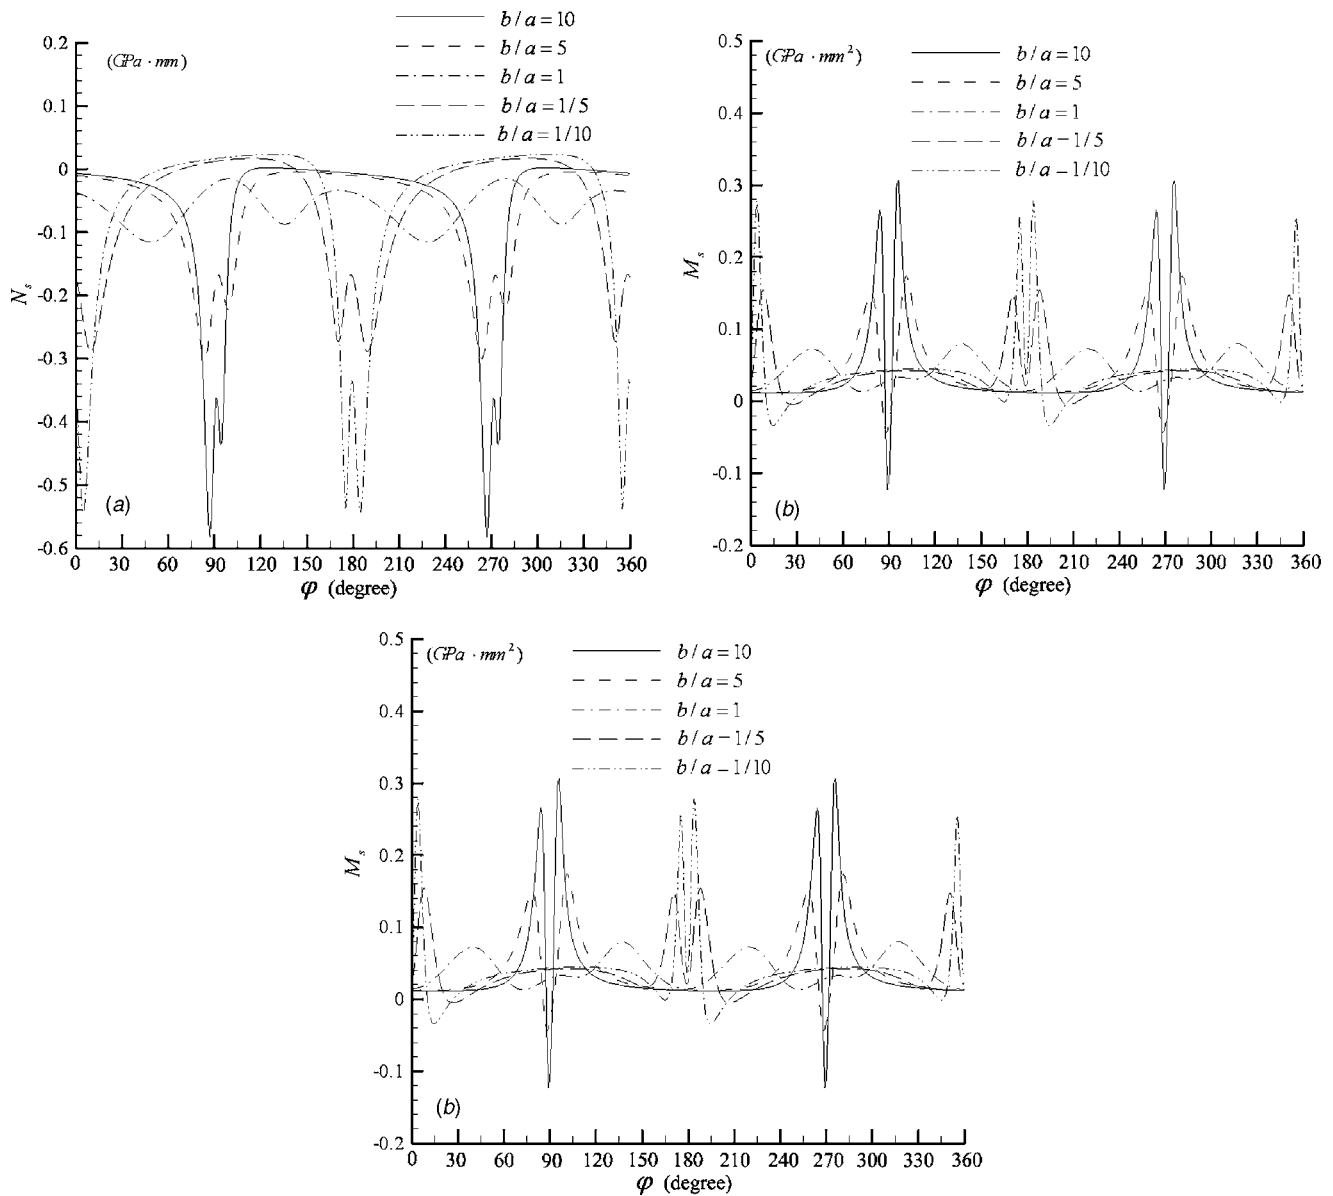 b / a = 10
b / a = 5
b / a = 1
b / a = 1 / 5
b / a = 1 / 10
(GPa · mm)
0.2
0.1
0
-0.1
-0.2
-0.3
-0.4
-0.5
-0.6
N_s
(a)
0 30 60 90 120 150 180 210 240 270 300 330 360
φ (degree)
b / a = 10
b / a = 5
b / a = 1
b / a = 1 / 5
b / a = 1 / 10
(GPa · mm²)
0.5
0.4
0.3
0.2
0.1
0
-0.1
-0.2
M_s
(b)
0 30 60 90 120 150 180 210 240 270 300 330 360
φ (degree)
b / a = 10
b / a = 5
b / a = 1
b / a = 1 / 5
b / a = 1 / 10
(GPa · mm²)
0.5
0.4
0.3
0.2
0.1
0
-0.1
-0.2
M_s
(b)
0 30 60 90 120 150 180 210 240 270 300 330 360
φ (degree)